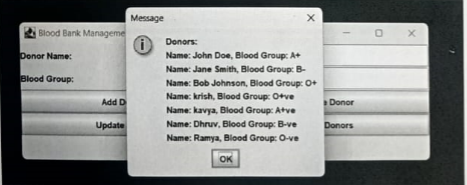 Message
Blood Bank Manageme
Donors:
Name: John Doe, Blood Group: A+
Donor Name:
Name: Jane Smith, Blood Group: B-
Name: Bob Johnson, Blood Group: O+
Blood Group:
Name: krish, Blood Group: O+ve
Name: kavya, Blood Group: A+ve
Add D
e Donor
Name: Dhruv, Blood Group: B-ve
Update
Donors
Name: Ramya, Blood Group: O-ve
OK